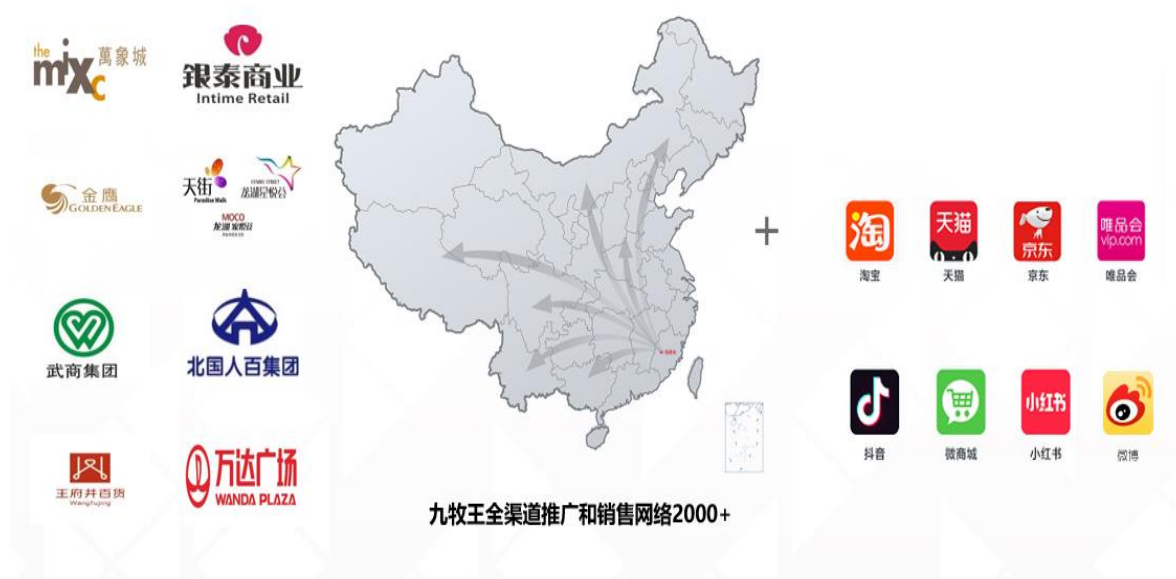 the mixc 萬象城
銀泰商业
Intime Retail
金鹰
GOLDEN EAGLE
天街
Paradise Walk
STARRY STREET
龙湖星悦荟
MOCO
龙湖 家悦荟
武商集团
北国人百集团
王府井百货
Wangfujing
万达广场
WANDA PLAZA
+
淘
淘宝
天猫
天猫
京东
京东
唯品会
vip.com
唯品会
抖音
微商城
小红书
小红书
微博
九牧王全渠道推广和销售网络2000+